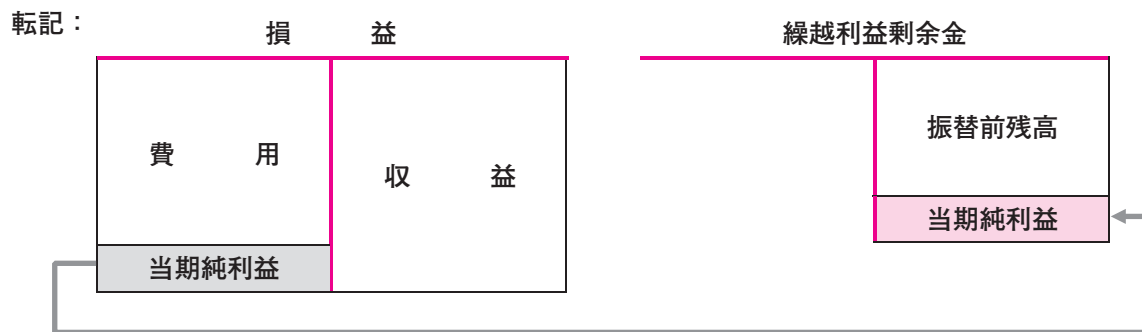 転記：
損　益
繰越利益剰余金
費　用
収　益
当期純利益
振替前残高
当期純利益